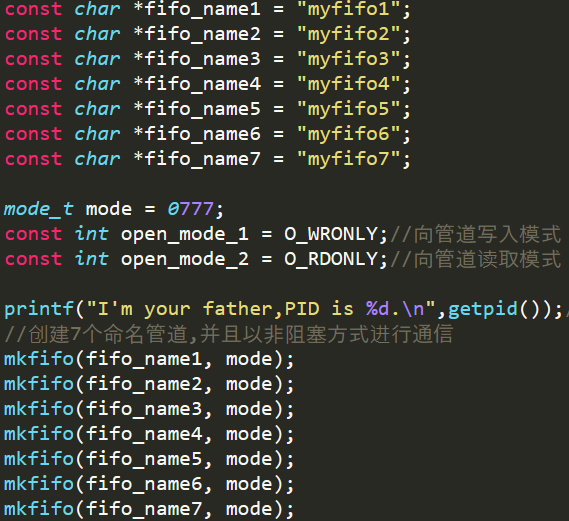 const char *fifo_name1 = "myfifo1";
const char *fifo_name2 = "myfifo2";
const char *fifo_name3 = "myfifo3";
const char *fifo_name4 = "myfifo4";
const char *fifo_name5 = "myfifo5";
const char *fifo_name6 = "myfifo6";
const char *fifo_name7 = "myfifo7";
mode_t mode = 0777;
const int open_mode_1 = O_WRONLY;//向管道写入模式
const int open_mode_2 = O_RDONLY;//向管道读取模式
printf("I'm your father,PID is %d.\n",getpid());/
//创建7个命名管道,并且以非阻塞方式进行通信
mkfifo(fifo_name1, mode);
mkfifo(fifo_name2, mode);
mkfifo(fifo_name3, mode);
mkfifo(fifo_name4, mode);
mkfifo(fifo_name5, mode);
mkfifo(fifo_name6, mode);
mkfifo(fifo_name7, mode);